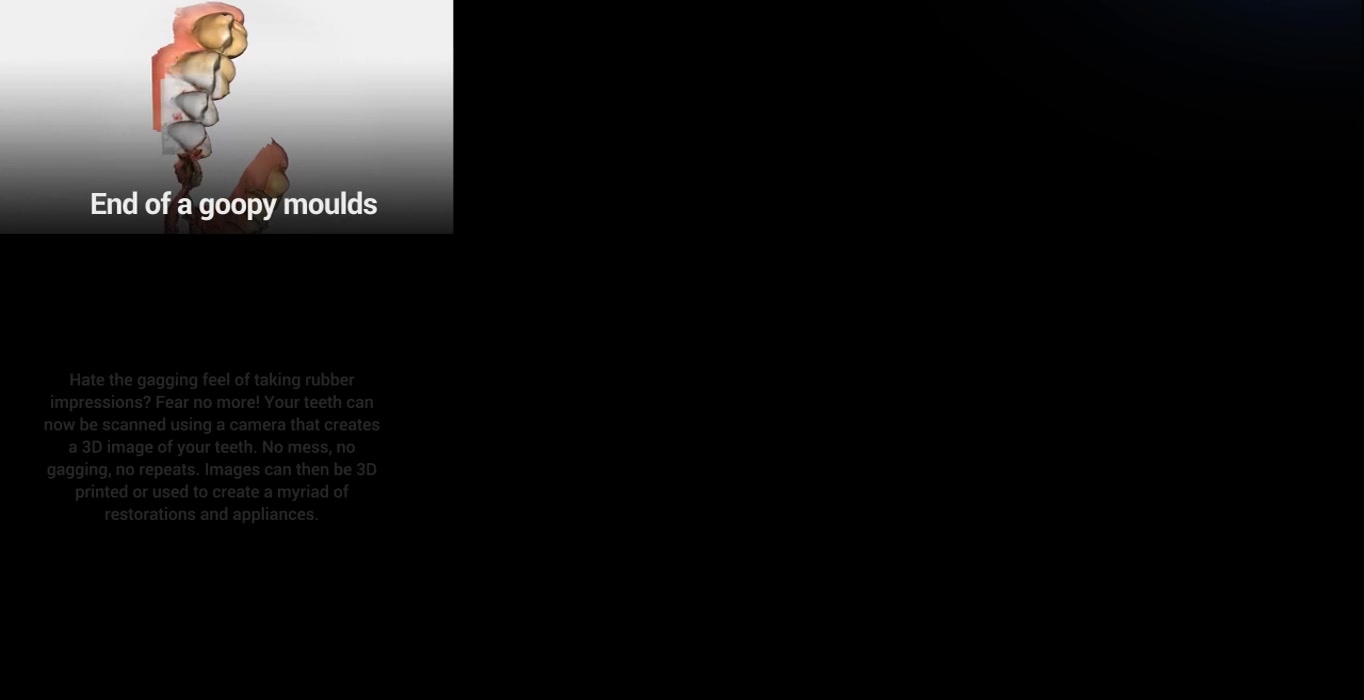 End of a goopy moulds
Hate the gagging feel of taking rubber
impressions? Fear no more! Your teeth can
now be scanned using a camera that creates
a 3D image of your teeth. No mess, no
gagging, no repeats. Images can then be 3D
printed or used to create a myriad of
restorations and appliances.